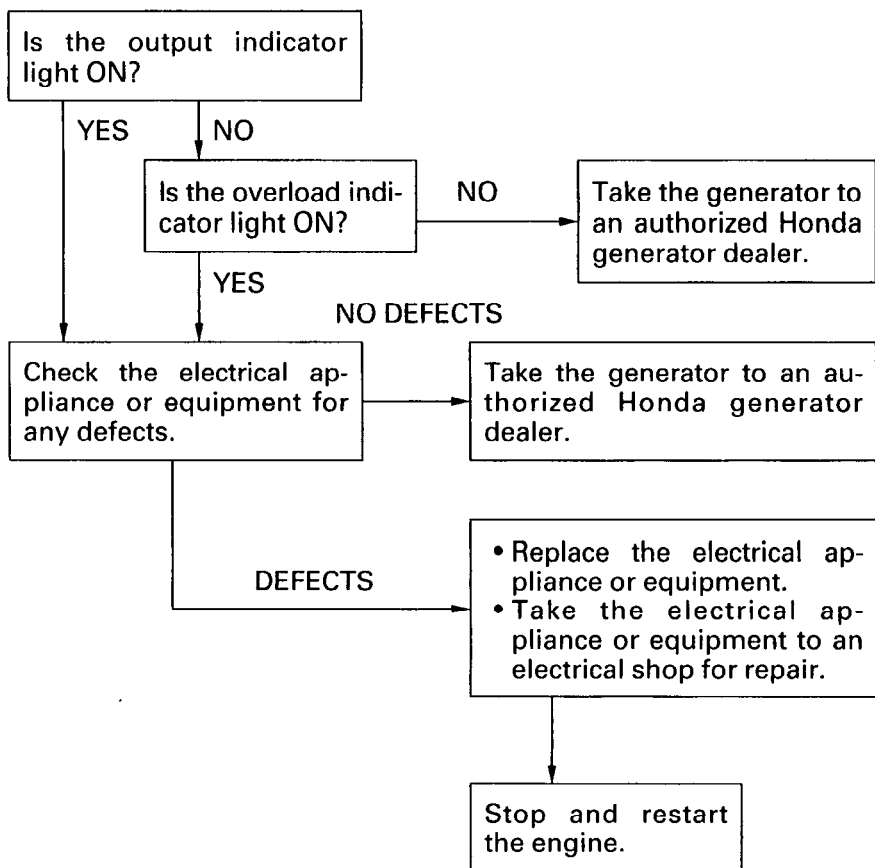 Is the output indicator
light ON?
YES
NO
Is the overload indi-
cator light ON?
NO
Take the generator to
an authorized Honda
generator dealer.
YES
NO DEFECTS
Check the electrical ap-
pliance or equipment for
any defects.
Take the generator to an au-
thorized Honda generator
dealer.
DEFECTS
• Replace the electrical ap-
pliance or equipment.
• Take the electrical ap-
pliance or equipment to an
electrical shop for repair.
Stop and restart
the engine.